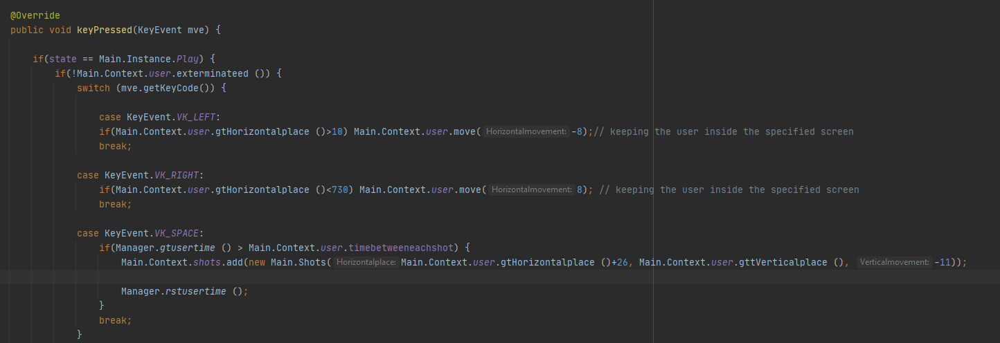 @Override
public void keyPressed(KeyEvent mve) {
if(state == Main.Instance.Play) {
if(!Main.Context.user.exterminateed ()) {
switch (mve.getKeyCode()) {
case KeyEvent.VK_LEFT:
if(Main.Context.user.gtHorizontalplace ()>10) Main.Context.user.move( Horizontalmovement: -8);// keeping the user inside the specified screen
break;
case KeyEvent.VK_RIGHT:
if(Main.Context.user.gtHorizontalplace ()<730) Main.Context.user.move( Horizontalmovement: 8); // keeping the user inside the specified screen
break;
case KeyEvent.VK_SPACE:
if(Manager.gtusertime () > Main.Context.user.timebetweeneachshot) {
Main.Context.shots.add(new Main.Shots( Horizontalplace: Main.Context.user.gtHorizontalplace ()+26, Main.Context.user.gttVerticalplace (), Verticalmovement: -11));
Manager.rstusertime ();
}
break;
}